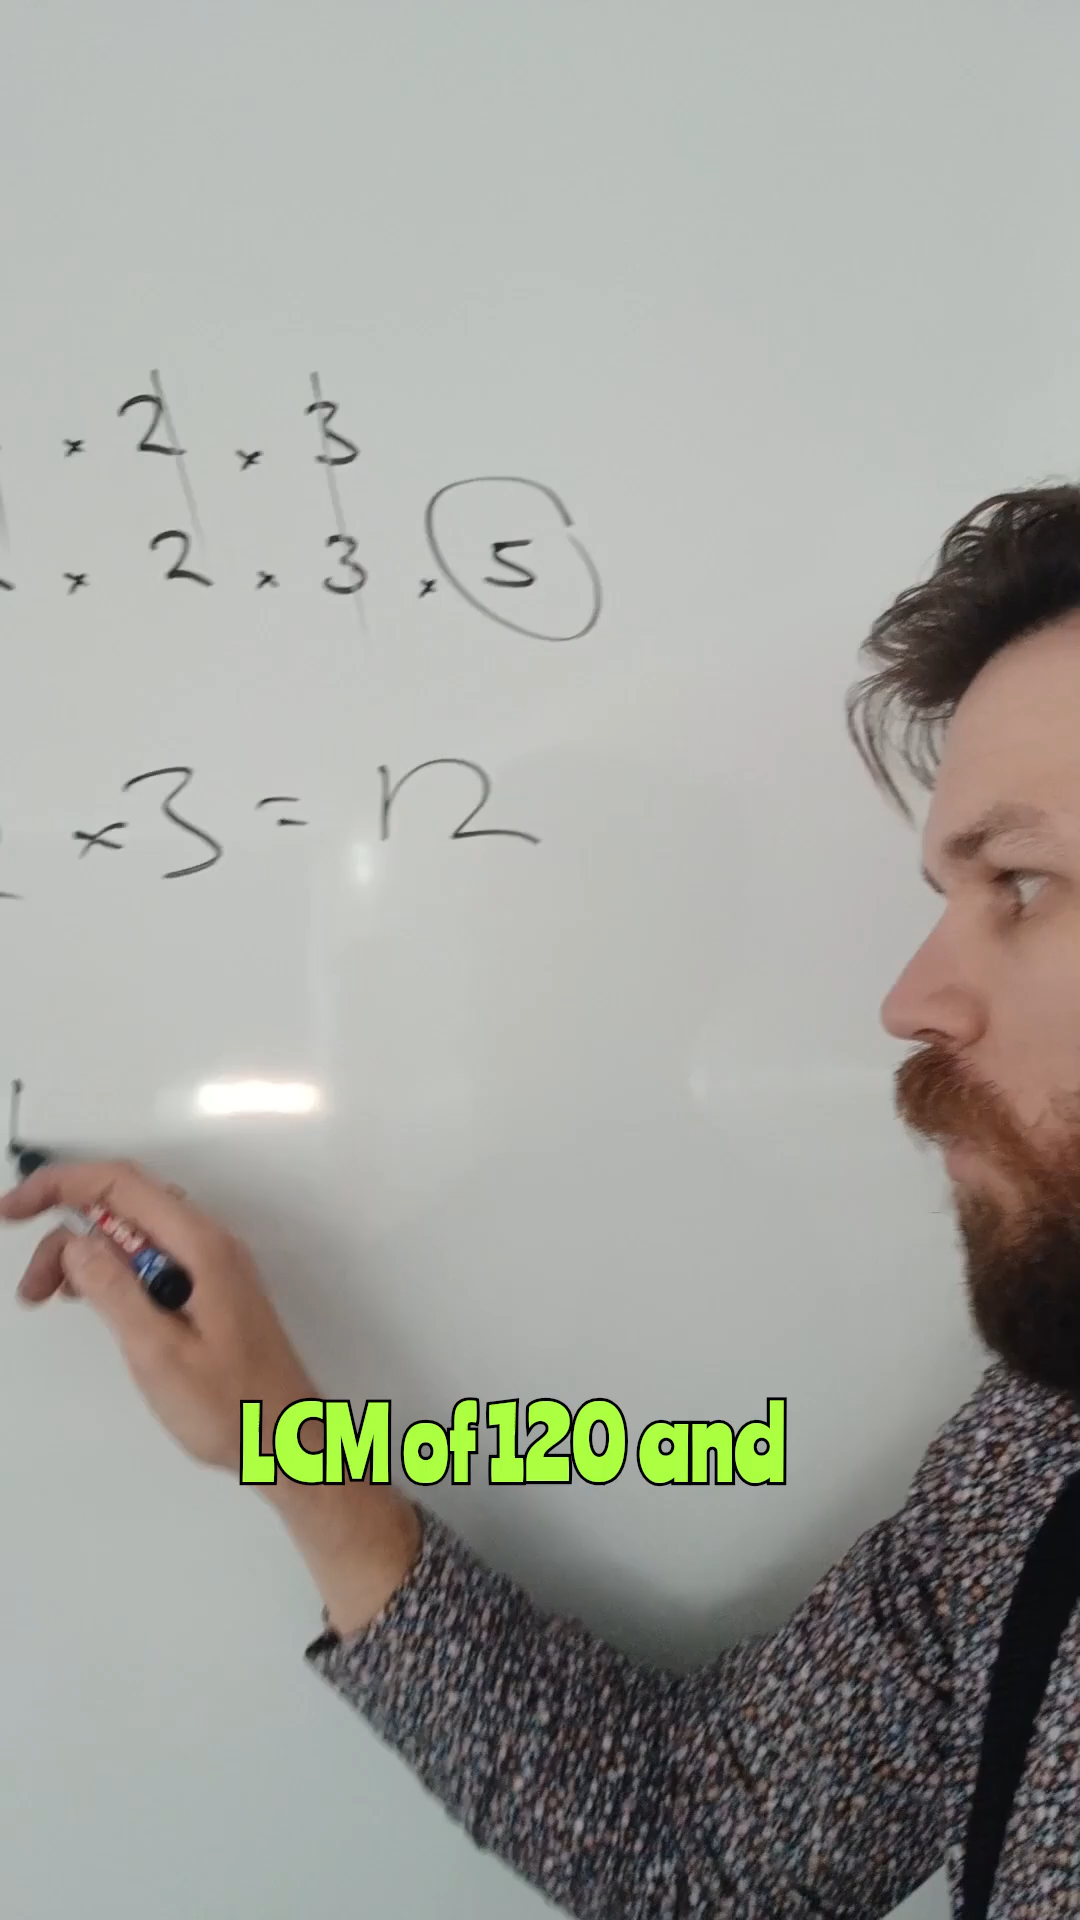 × 2 × 3
× 2 × 3 × 5
× 3 = 12
LCM of 120 and